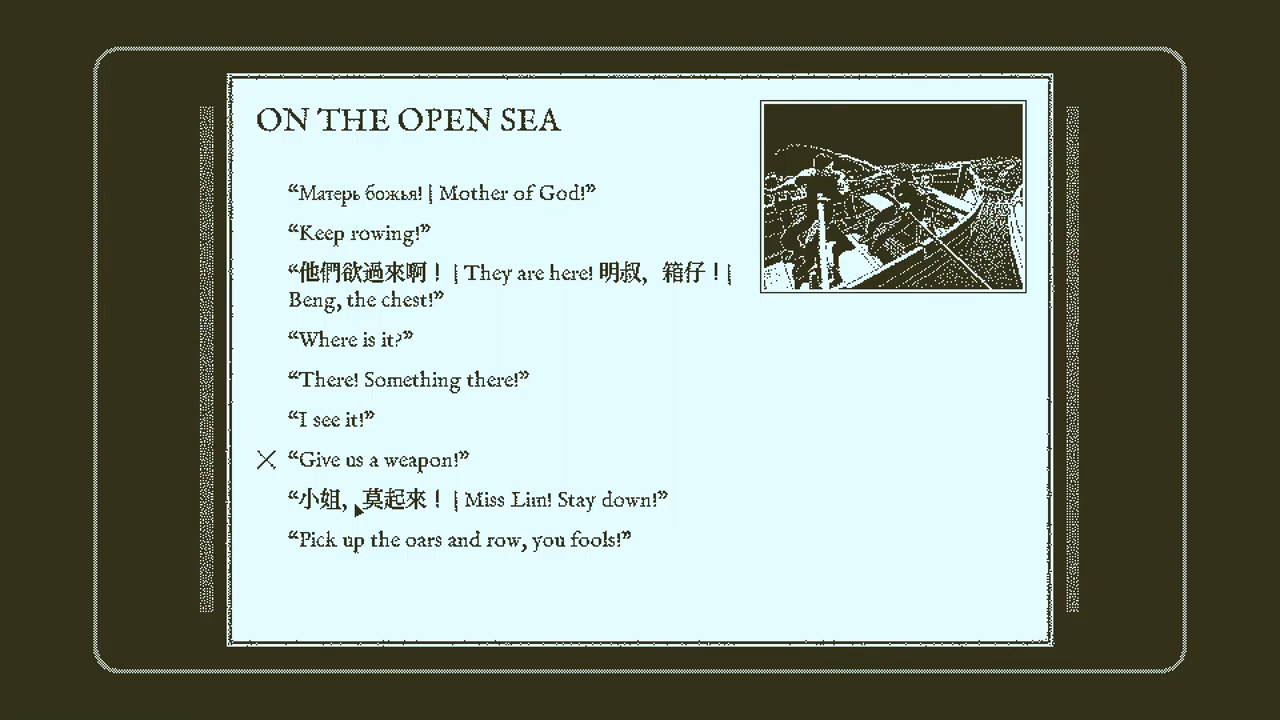 ON THE OPEN SEA
“Матерь божья! | Mother of God!”
“Keep rowing!”
“他們欲過來啊！ | They are here! 明叔，箱仔！|
Beng, the chest!”
“Where is it?”
“There! Something there!”
“I see it!”
“Give us a weapon!”
“小姐，莫起來！ | Miss Lim! Stay down!”
“Pick up the oars and row, you fools!”